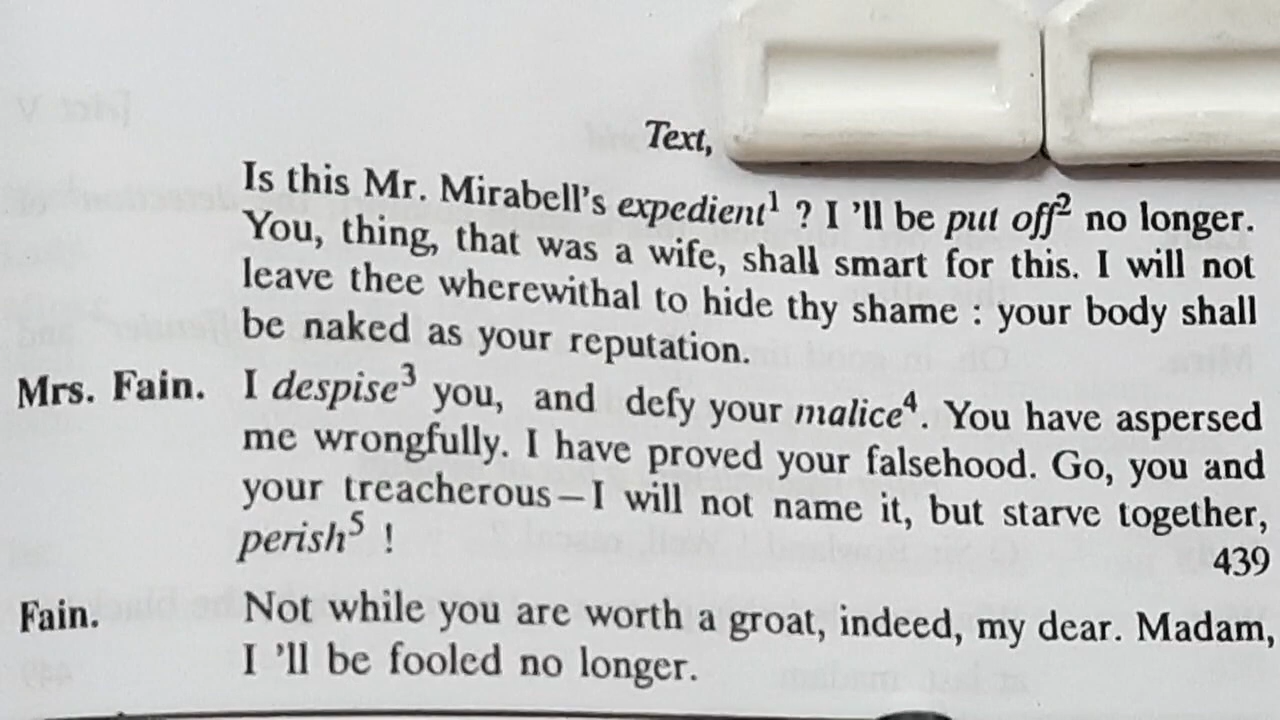 Text,
Is this Mr. Mirabell's expedient¹ ? I 'll be put off² no longer.
You, thing, that was a wife, shall smart for this. I will not
leave thee wherewithal to hide thy shame : your body shall
be naked as your reputation.
Mrs. Fain. I despise³ you, and defy your malice⁴. You have aspersed
me wrongfully. I have proved your falsehood. Go, you and
your treacherous—I will not name it, but starve together,
perish⁵ !
439
Fain. Not while you are worth a groat, indeed, my dear. Madam,
I 'll be fooled no longer.